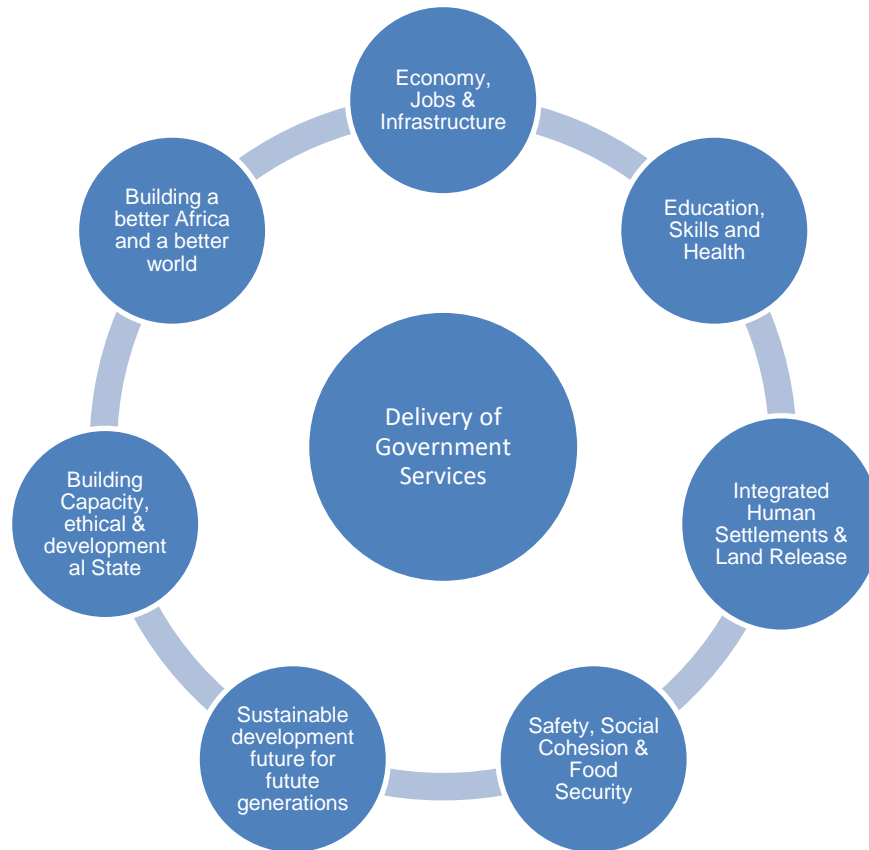 Economy,
Jobs &
Infrastructure
Education,
Skills and
Health
Integrated
Human
Settlements &
Land Release
Safety, Social
Cohesion &
Food
Security
Sustainable
development
future for
futute
generations
Building
Capacity,
ethical &
development
al State
Building a
better Africa
and a better
world
Delivery of
Government
Services